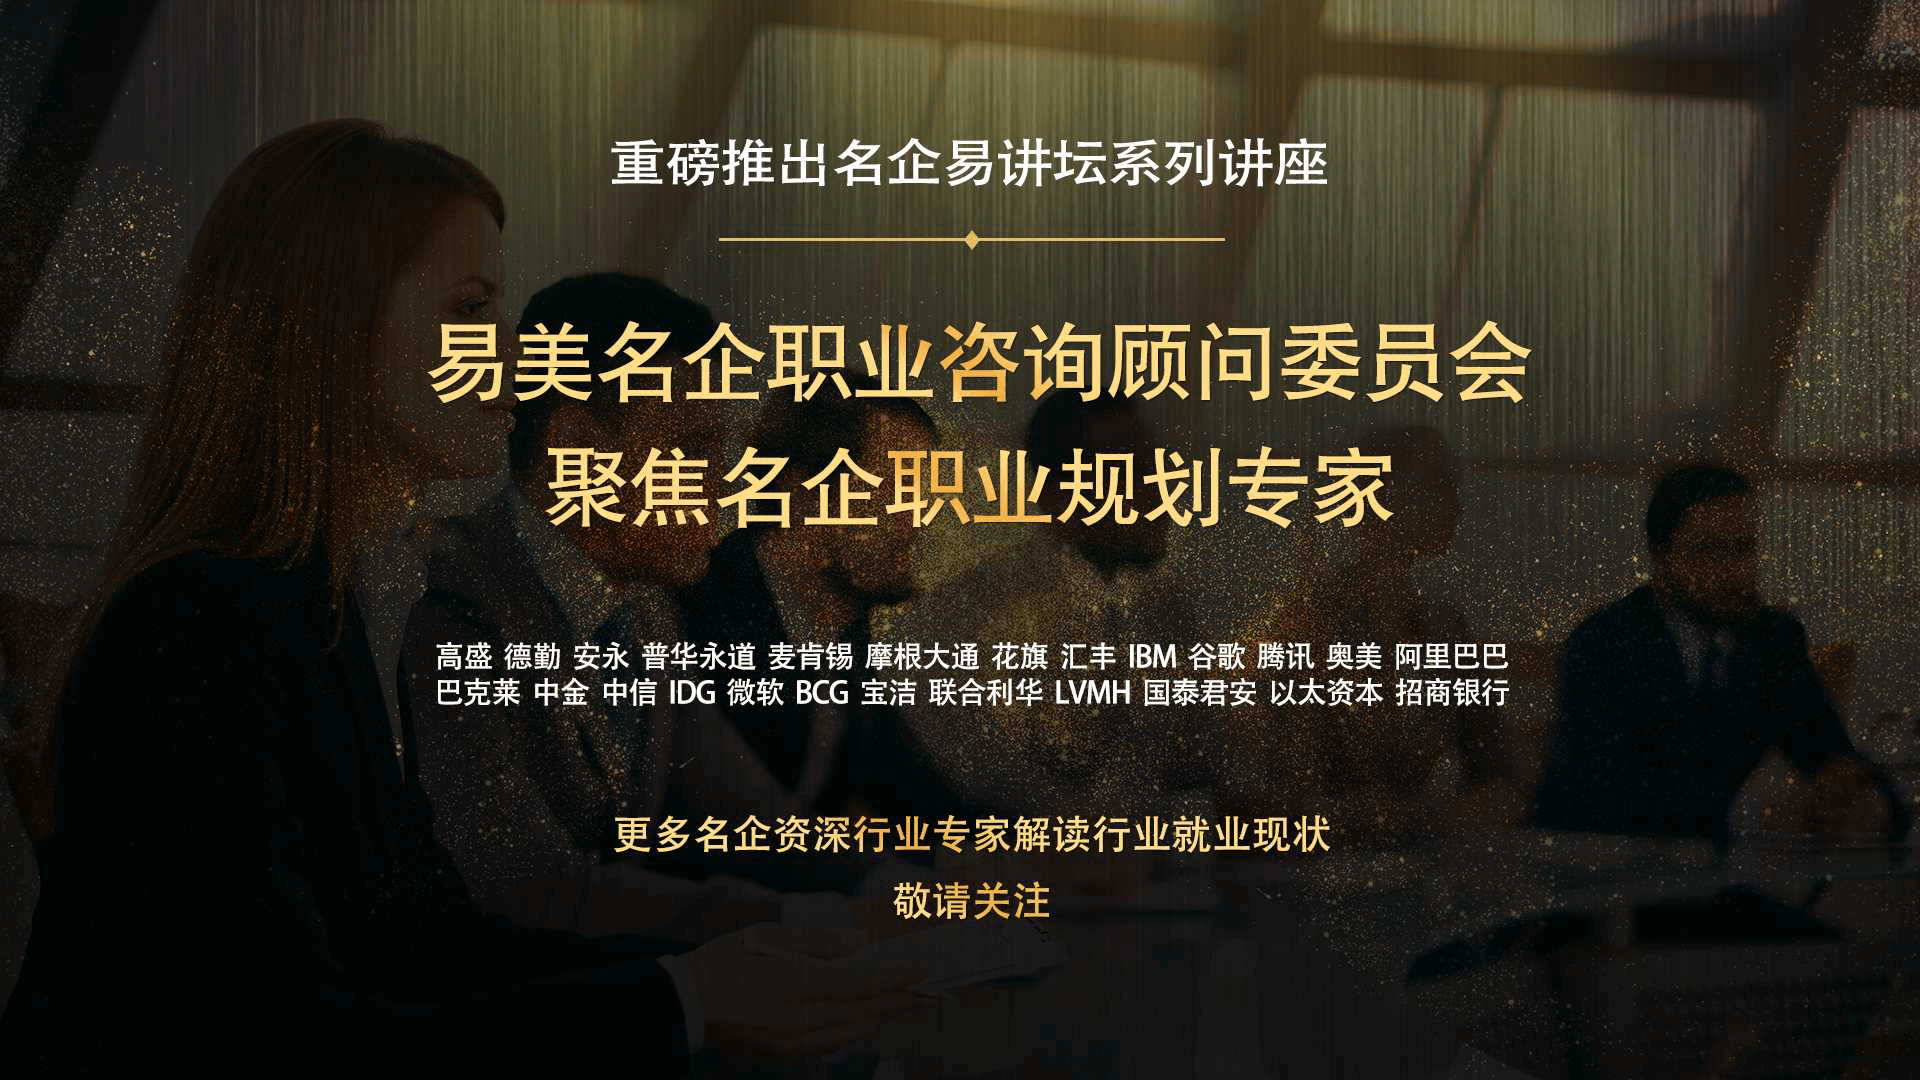 重磅推出名企易讲坛系列讲座
易美名企职业咨询顾问委员会
聚焦名企职业规划专家
高盛 德勤 安永 普华永道 麦肯锡 摩根大通 花旗 汇丰 IBM 谷歌 腾讯 奥美 阿里巴巴
巴克莱 中金 中信 IDG 微软 BCG 宝洁 联合利华 LVMH 国泰君安 以太资本 招商银行
更多名企资深行业专家解读行业就业现状
敬请关注